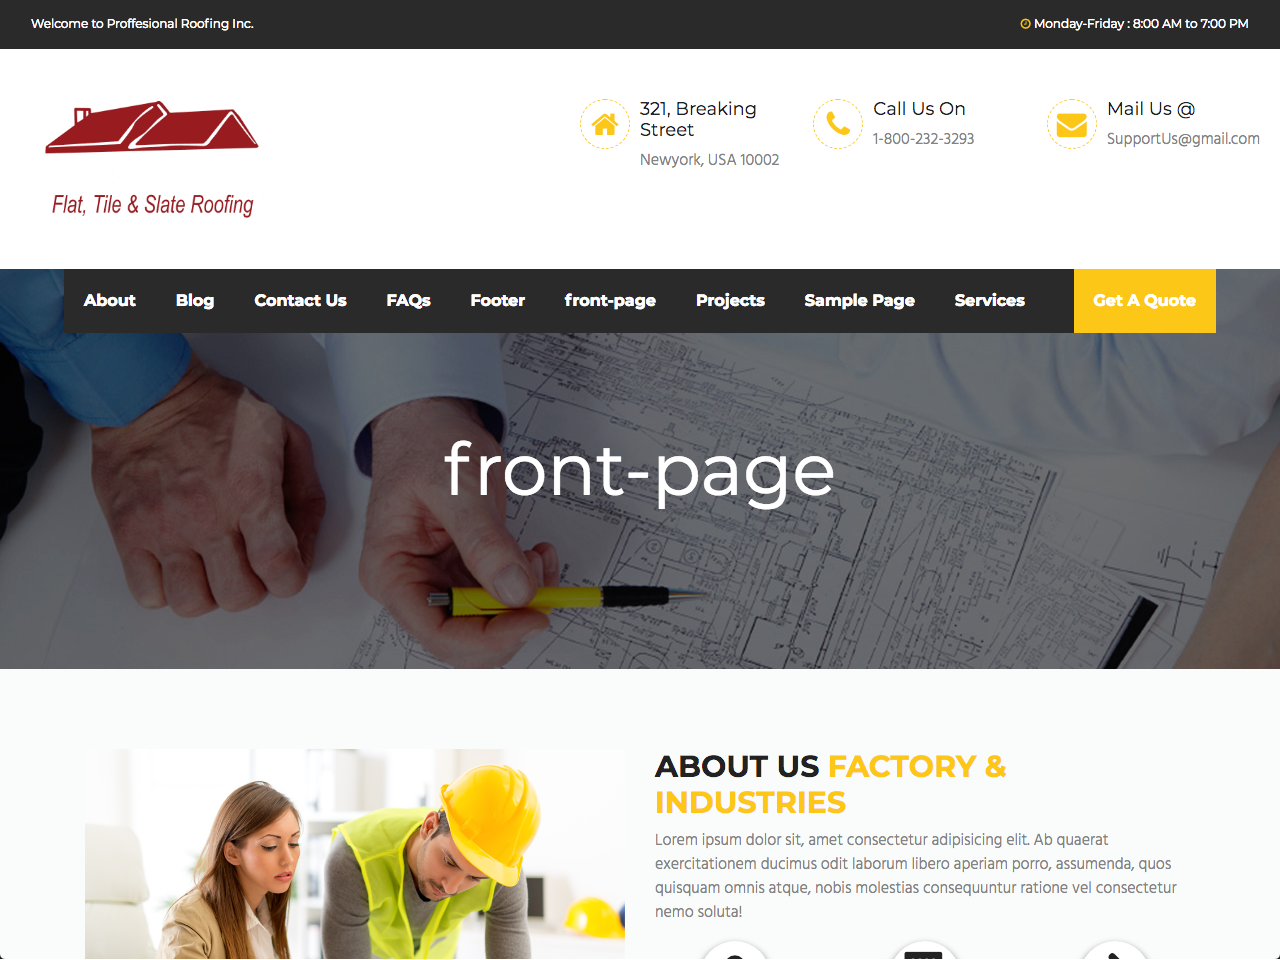 Welcome to Proffesional Roofing Inc.
Monday-Friday : 8:00 AM to 7:00 PM
Flat, Tile & Slate Roofing
321, Breaking
Street
Newyork, USA 10002
Call Us On
1-800-232-3293
Mail Us @
SupportUs@gmail.com
About
Blog
Contact Us
FAQs
Footer
front-page
Projects
Sample Page
Services
Get A Quote
front-page
ABOUT US FACTORY &
INDUSTRIES
Lorem ipsum dolor sit, amet consectetur adipisicing elit. Ab quaerat
exercitationem ducimus odit laborum libero aperiam porro, assumenda, quos
quisquam omnis atque, nobis molestias consequuntur ratione vel consectetur
nemo soluta!